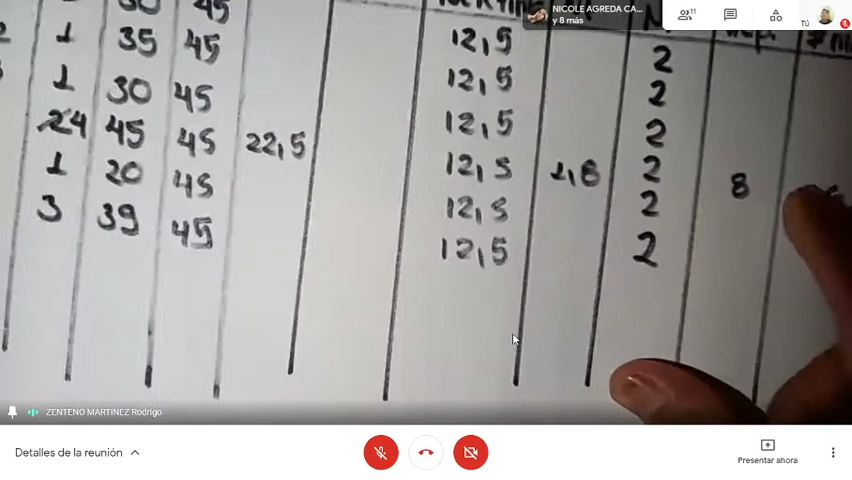 NICOLE AGREDA CA...
y 8 más
11
Tú
45
1 35 45 12,5 2
1 30 45 12,5 2
24 45 45 22,5 12,5 2
1 20 45 12,5 2 8
3 39 45 12,5 2
12,5 2
ZENTENO MARTINEZ Rodrigo
Detalles de la reunión
Presentar ahora